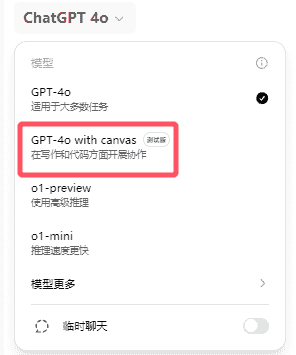 ChatGPT 4o
模型
GPT-4o
适用于大多数任务
GPT-4o with canvas 测试版
在写作和代码方面开展协作
o1-preview
使用高级推理
o1-mini
推理速度更快
模型更多
临时聊天